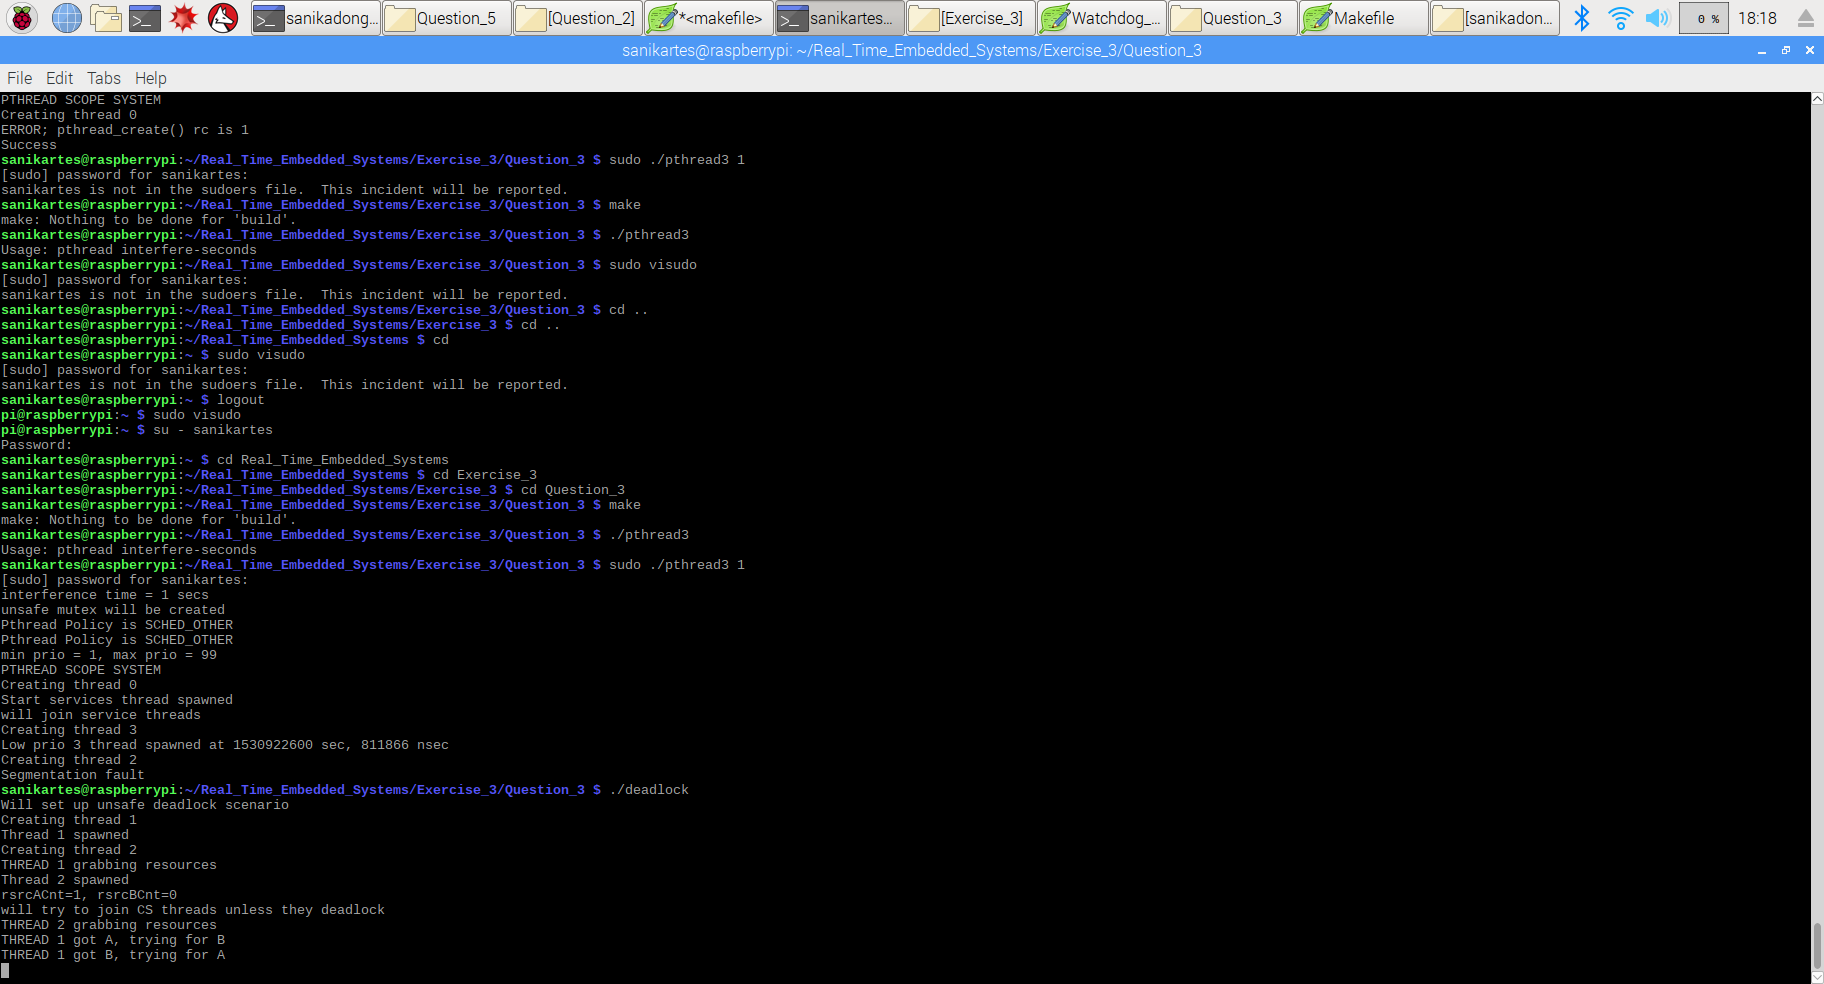 sanikadong...
Question_5
[Question_2]
*<makefile>
sanikartes...
[Exercise_3]
Watchdog_...
Question_3
Makefile
[sanikadon...
0 %
18:18
sanikartes@raspberrypi: ~/Real_Time_Embedded_Systems/Exercise_3/Question_3
File Edit Tabs Help
PTHREAD SCOPE SYSTEM
Creating thread 0
ERROR; pthread_create() rc is 1
Success
sanikartes@raspberrypi:~/Real_Time_Embedded_Systems/Exercise_3/Question_3 $ sudo ./pthread3 1
[sudo] password for sanikartes:
sanikartes is not in the sudoers file.  This incident will be reported.
sanikartes@raspberrypi:~/Real_Time_Embedded_Systems/Exercise_3/Question_3 $ make
make: Nothing to be done for 'build'.
sanikartes@raspberrypi:~/Real_Time_Embedded_Systems/Exercise_3/Question_3 $ ./pthread3
Usage: pthread interfere-seconds
sanikartes@raspberrypi:~/Real_Time_Embedded_Systems/Exercise_3/Question_3 $ sudo visudo
[sudo] password for sanikartes:
sanikartes is not in the sudoers file.  This incident will be reported.
sanikartes@raspberrypi:~/Real_Time_Embedded_Systems/Exercise_3/Question_3 $ cd ..
sanikartes@raspberrypi:~/Real_Time_Embedded_Systems/Exercise_3 $ cd ..
sanikartes@raspberrypi:~/Real_Time_Embedded_Systems $ cd
sanikartes@raspberrypi:~ $ sudo visudo
[sudo] password for sanikartes:
sanikartes is not in the sudoers file.  This incident will be reported.
sanikartes@raspberrypi:~ $ logout
pi@raspberrypi:~ $ sudo visudo
pi@raspberrypi:~ $ su - sanikartes
Password:
sanikartes@raspberrypi:~ $ cd Real_Time_Embedded_Systems
sanikartes@raspberrypi:~/Real_Time_Embedded_Systems $ cd Exercise_3
sanikartes@raspberrypi:~/Real_Time_Embedded_Systems/Exercise_3 $ cd Question_3
sanikartes@raspberrypi:~/Real_Time_Embedded_Systems/Exercise_3/Question_3 $ make
make: Nothing to be done for 'build'.
sanikartes@raspberrypi:~/Real_Time_Embedded_Systems/Exercise_3/Question_3 $ ./pthread3
Usage: pthread interfere-seconds
sanikartes@raspberrypi:~/Real_Time_Embedded_Systems/Exercise_3/Question_3 $ sudo ./pthread3 1
[sudo] password for sanikartes:
interference time = 1 secs
unsafe mutex will be created
Pthread Policy is SCHED_OTHER
Pthread Policy is SCHED_OTHER
min prio = 1, max prio = 99
PTHREAD SCOPE SYSTEM
Creating thread 0
Start services thread spawned
will join service threads
Creating thread 3
Low prio 3 thread spawned at 1530922600 sec, 811866 nsec
Creating thread 2
Segmentation fault
sanikartes@raspberrypi:~/Real_Time_Embedded_Systems/Exercise_3/Question_3 $ ./deadlock
Will set up unsafe deadlock scenario
Creating thread 1
Thread 1 spawned
Creating thread 2
THREAD 1 grabbing resources
Thread 2 spawned
rsrcACnt=1, rsrcBCnt=0
will try to join CS threads unless they deadlock
THREAD 2 grabbing resources
THREAD 1 got A, trying for B
THREAD 1 got B, trying for A